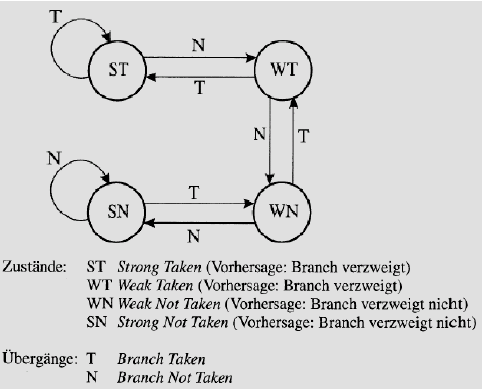 T
ST
N
T
WT
N
T
N
SN
T
N
WN
Zustände: ST Strong Taken (Vorhersage: Branch verzweigt)
WT Weak Taken (Vorhersage: Branch verzweigt)
WN Weak Not Taken (Vorhersage: Branch verzweigt nicht)
SN Strong Not Taken (Vorhersage: Branch verzweigt nicht)
Übergänge: T Branch Taken
N Branch Not Taken